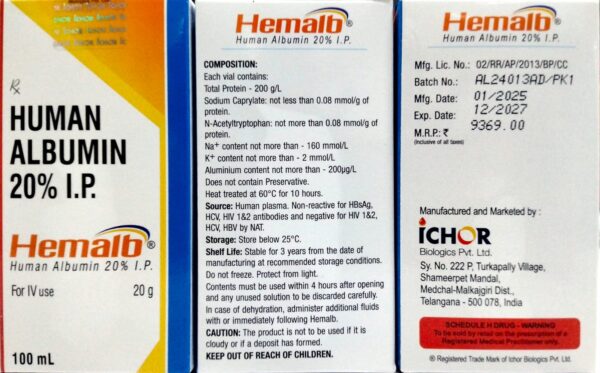 ℞
HUMAN
ALBUMIN
20% I.P.
Hemalb®
Human Albumin 20% I.P.
For IV use 20 g
100 mL
Hemalb®
Human Albumin 20% I.P.
COMPOSITION:
Each vial contains:
Total Protein - 200 g/L
Sodium Caprylate: not less than 0.08 mmol/g of
protein.
N-Acetyltryptophan: not more than 0.08 mmol/g of
protein.
Na+ content not more than - 160 mmol/L
K+ content not more than - 2 mmol/L
Aluminium content not more than - 200µg/L
Does not contain Preservative.
Heat treated at 60°C for 10 hours.
Source: Human plasma. Non-reactive for HBsAg,
HCV, HIV 1&2 antibodies and negative for HIV 1&2,
HCV, HBV by NAT.
Storage: Store below 25°C.
Shelf Life: Stable for 3 years from the date of
manufacturing at recommended storage conditions.
Do not freeze. Protect from light.
Contents must be used within 4 hours after opening
and any unused solution to be discarded carefully.
In case of dehydration, administer additional fluids
with or immediately following Hemalb.
CAUTION: The product is not to be used if it is
cloudy or if a deposit has formed.
KEEP OUT OF REACH OF CHILDREN.
Hemalb®
Human Albumin 20% I.P.
Mfg. Lic. No.: 02/RR/AP/2013/BP/CC
Batch No.: AL24013AD/PK1
Mfg. Date: 01/2025
Exp. Date: 12/2027
M.R.P.: ₹ 9369.00
(Inclusive of all taxes)
Manufactured and Marketed by :
ICHOR
Biologics Pvt. Ltd.
Sy. No. 222 P, Turkapally Village,
Shameerpet Mandal,
Medchal-Malkajgiri Dist.,
Telangana - 500 078, India
SCHEDULE H DRUG - WARNING
To be sold by retail on the prescription of a
Registered Medical Practitioner only.
® Registered Trade Mark of Ichor Biologics Pvt. Ltd.